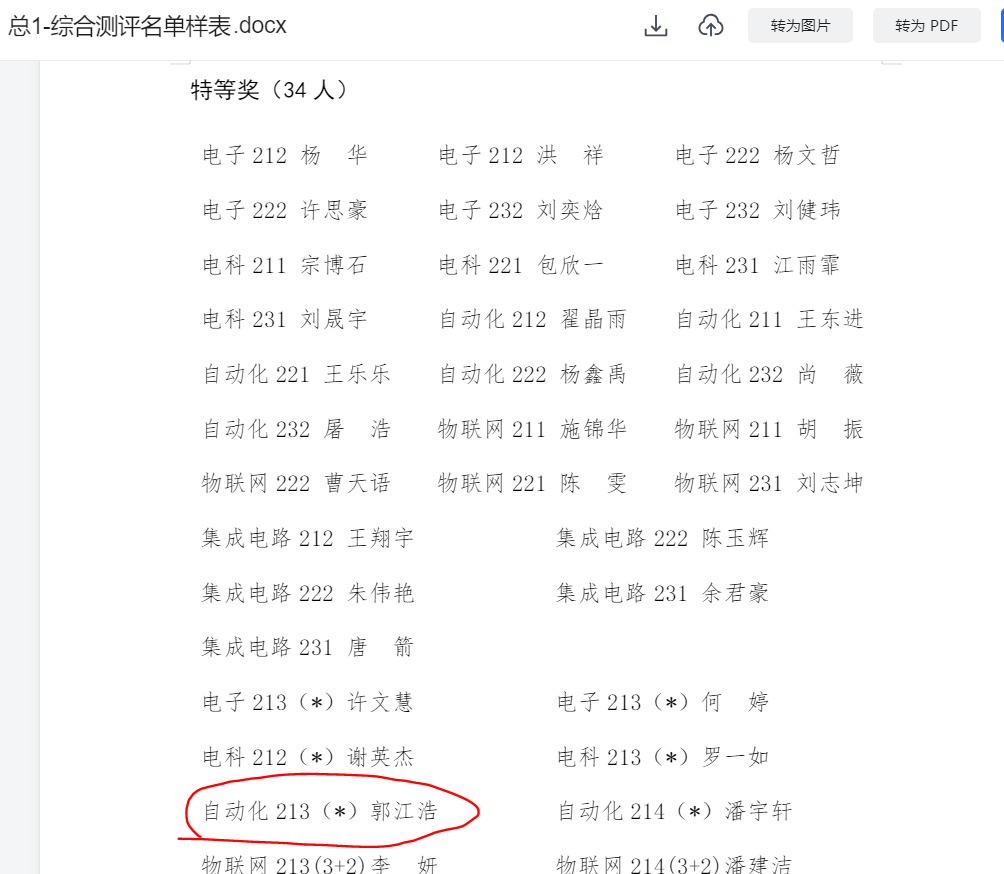 总1-综合测评名单样表.docx 转为图片 转为 PDF
特等奖（34 人）
电子 212 杨　华 电子 212 洪　祥 电子 222 杨文哲
电子 222 许思豪 电子 232 刘奕焓 电子 232 刘健玮
电科 211 宗博石 电科 221 包欣一 电科 231 江雨霏
电科 231 刘晟宇 自动化 212 翟晶雨 自动化 211 王东进
自动化 221 王乐乐 自动化 222 杨鑫禹 自动化 232 尚　薇
自动化 232 屠　浩 物联网 211 施锦华 物联网 211 胡　振
物联网 222 曹天语 物联网 221 陈　雯 物联网 231 刘志坤
集成电路 212 王翔宇 集成电路 222 陈玉辉
集成电路 222 朱伟艳 集成电路 231 余君豪
集成电路 231 唐　箭
电子 213（*）许文慧 电子 213（*）何　婷
电科 212（*）谢英杰 电科 213（*）罗一如
自动化 213（*）郭江浩 自动化 214（*）潘宇轩
物联网 213(3+2)李　妍 物联网 214(3+2)潘建洁